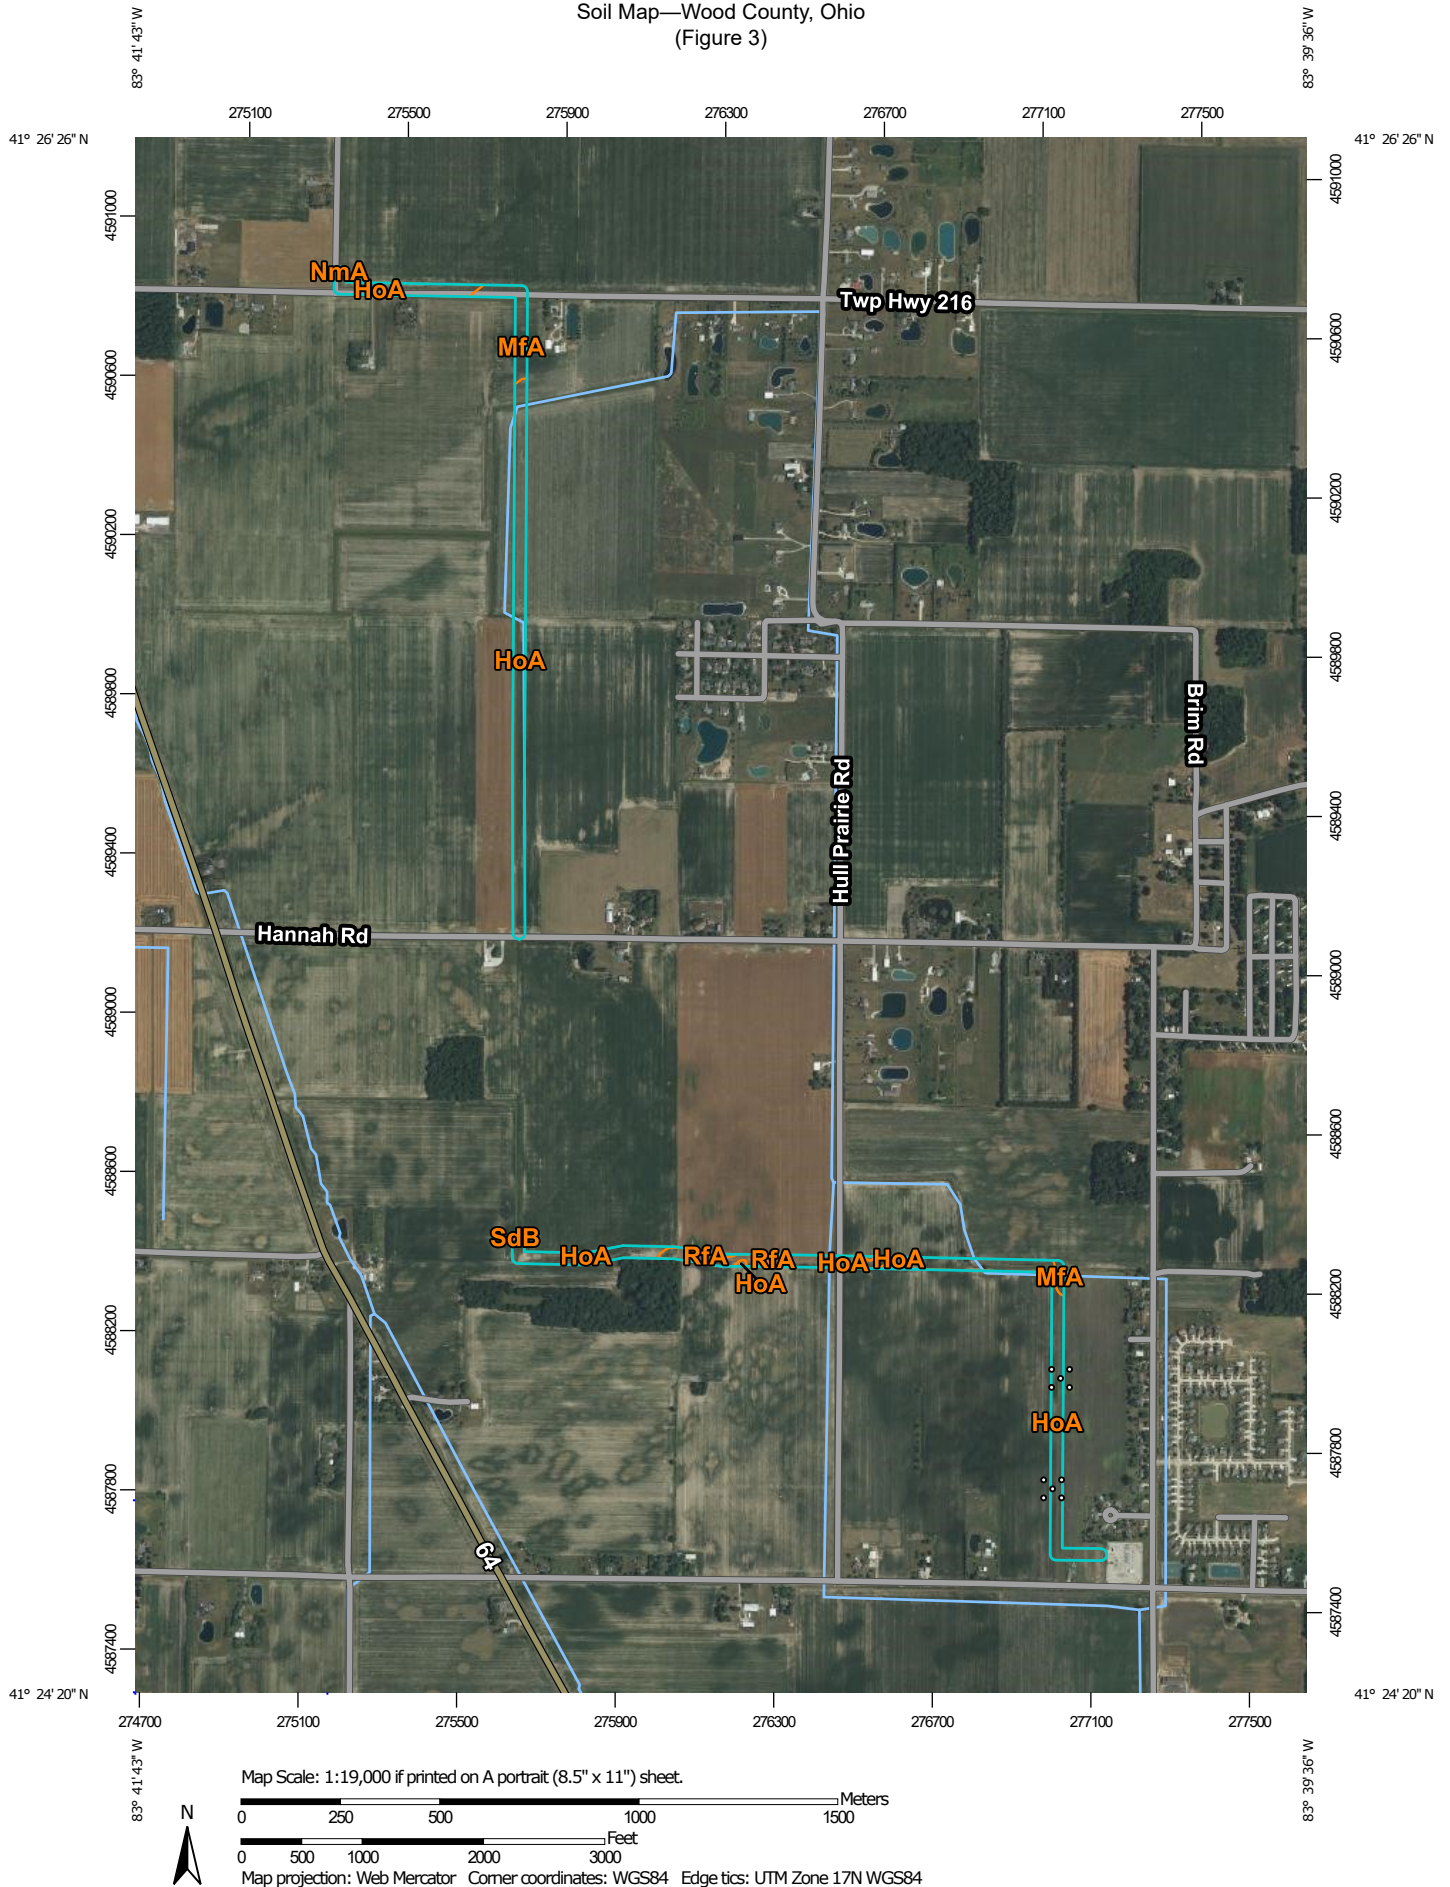 Soil Map—Wood County, Ohio
(Figure 3)
83° 41' 43'' W
83° 39' 36'' W
275100 275500 275900 276300 276700 277100 277500
41° 26' 26'' N
41° 26' 26'' N
4591000
4590600
4590200
4589800
4589400
4589000
4588600
4588200
4587800
4587400
4591000
4590600
4590200
4589800
4589400
4589000
4588600
4588200
4587800
4587400
NmA
HoA
Twp Hwy 216
MfA
HoA
Brim Rd
Hull Prairie Rd
Hannah Rd
SdB
HoA
RfA
RfA
HoA
HoA
HoA
MfA
HoA
64
41° 24' 20'' N
41° 24' 20'' N
274700 275100 275500 275900 276300 276700 277100 277500
83° 41' 43'' W
83° 39' 36'' W
Map Scale: 1:19,000 if printed on A portrait (8.5" x 11") sheet.
Meters
0 250 500 1000 1500
N
Feet
0 500 1000 2000 3000
Map projection: Web Mercator Corner coordinates: WGS84 Edge tics: UTM Zone 17N WGS84